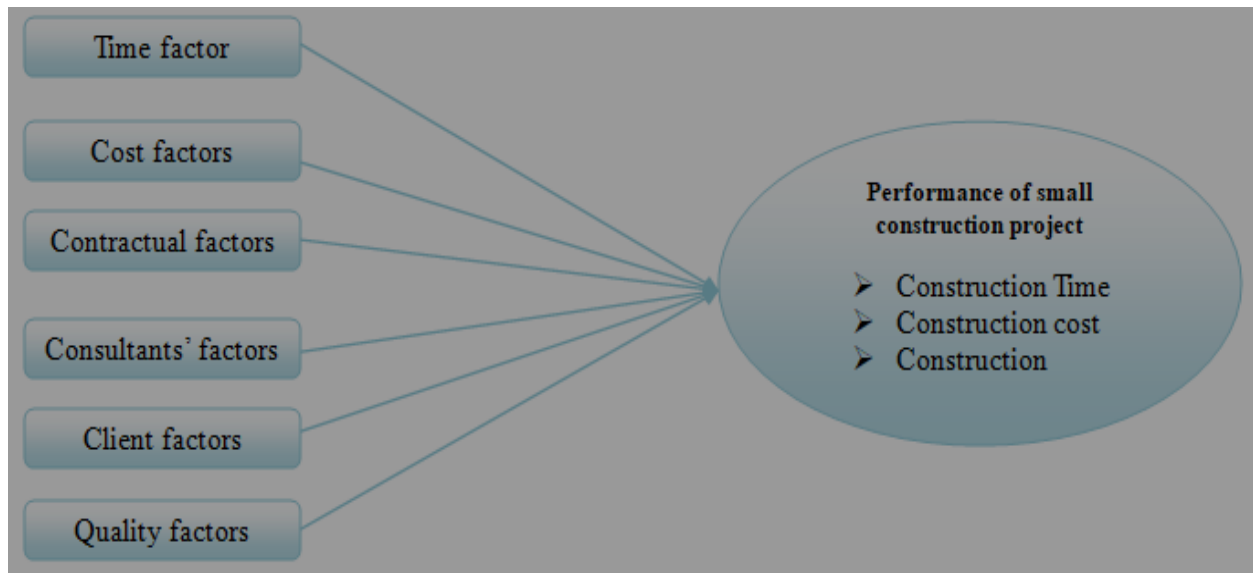 Time factor
Cost factors
Contractual factors
Consultants’ factors
Client factors
Quality factors
Performance of small
construction project
➢ Construction Time
➢ Construction cost
➢ Construction